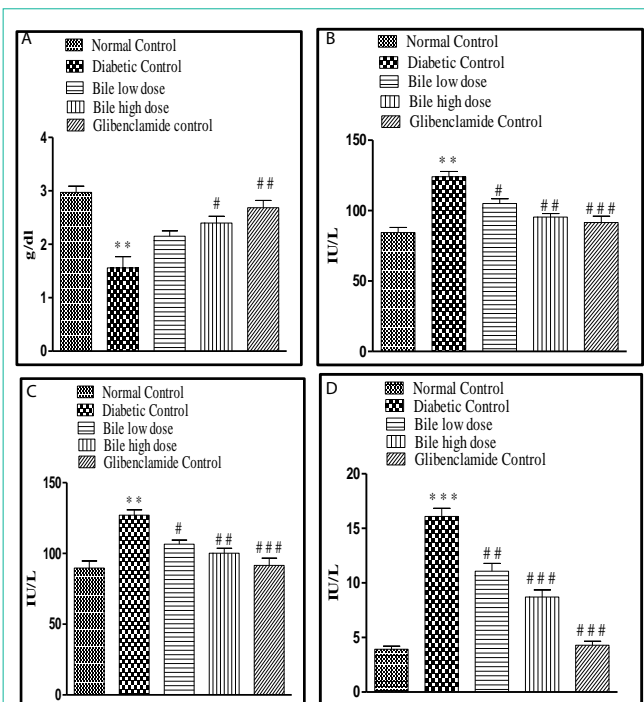 A
Normal Control
Diabetic Control
Bile low dose
Bile high dose
Glibenclamide control
4
3
2
1
0
g/dl
**
#
##
B
Normal Control
Diabetic Control
Bile low dose
Bile high dose
Glibenclamide Control
150
100
50
0
IU/L
**
#
##
###
C
Normal Control
Diabetic Control
Bile low dose
Bile high dose
Glibenclamide Control
150
100
50
0
IU/L
**
#
##
###
D
Normal Control
Diabetic Control
Bile low dose
Bile high dose
Glibenclamide Control
20
15
10
5
0
IU/L
***
##
###
###